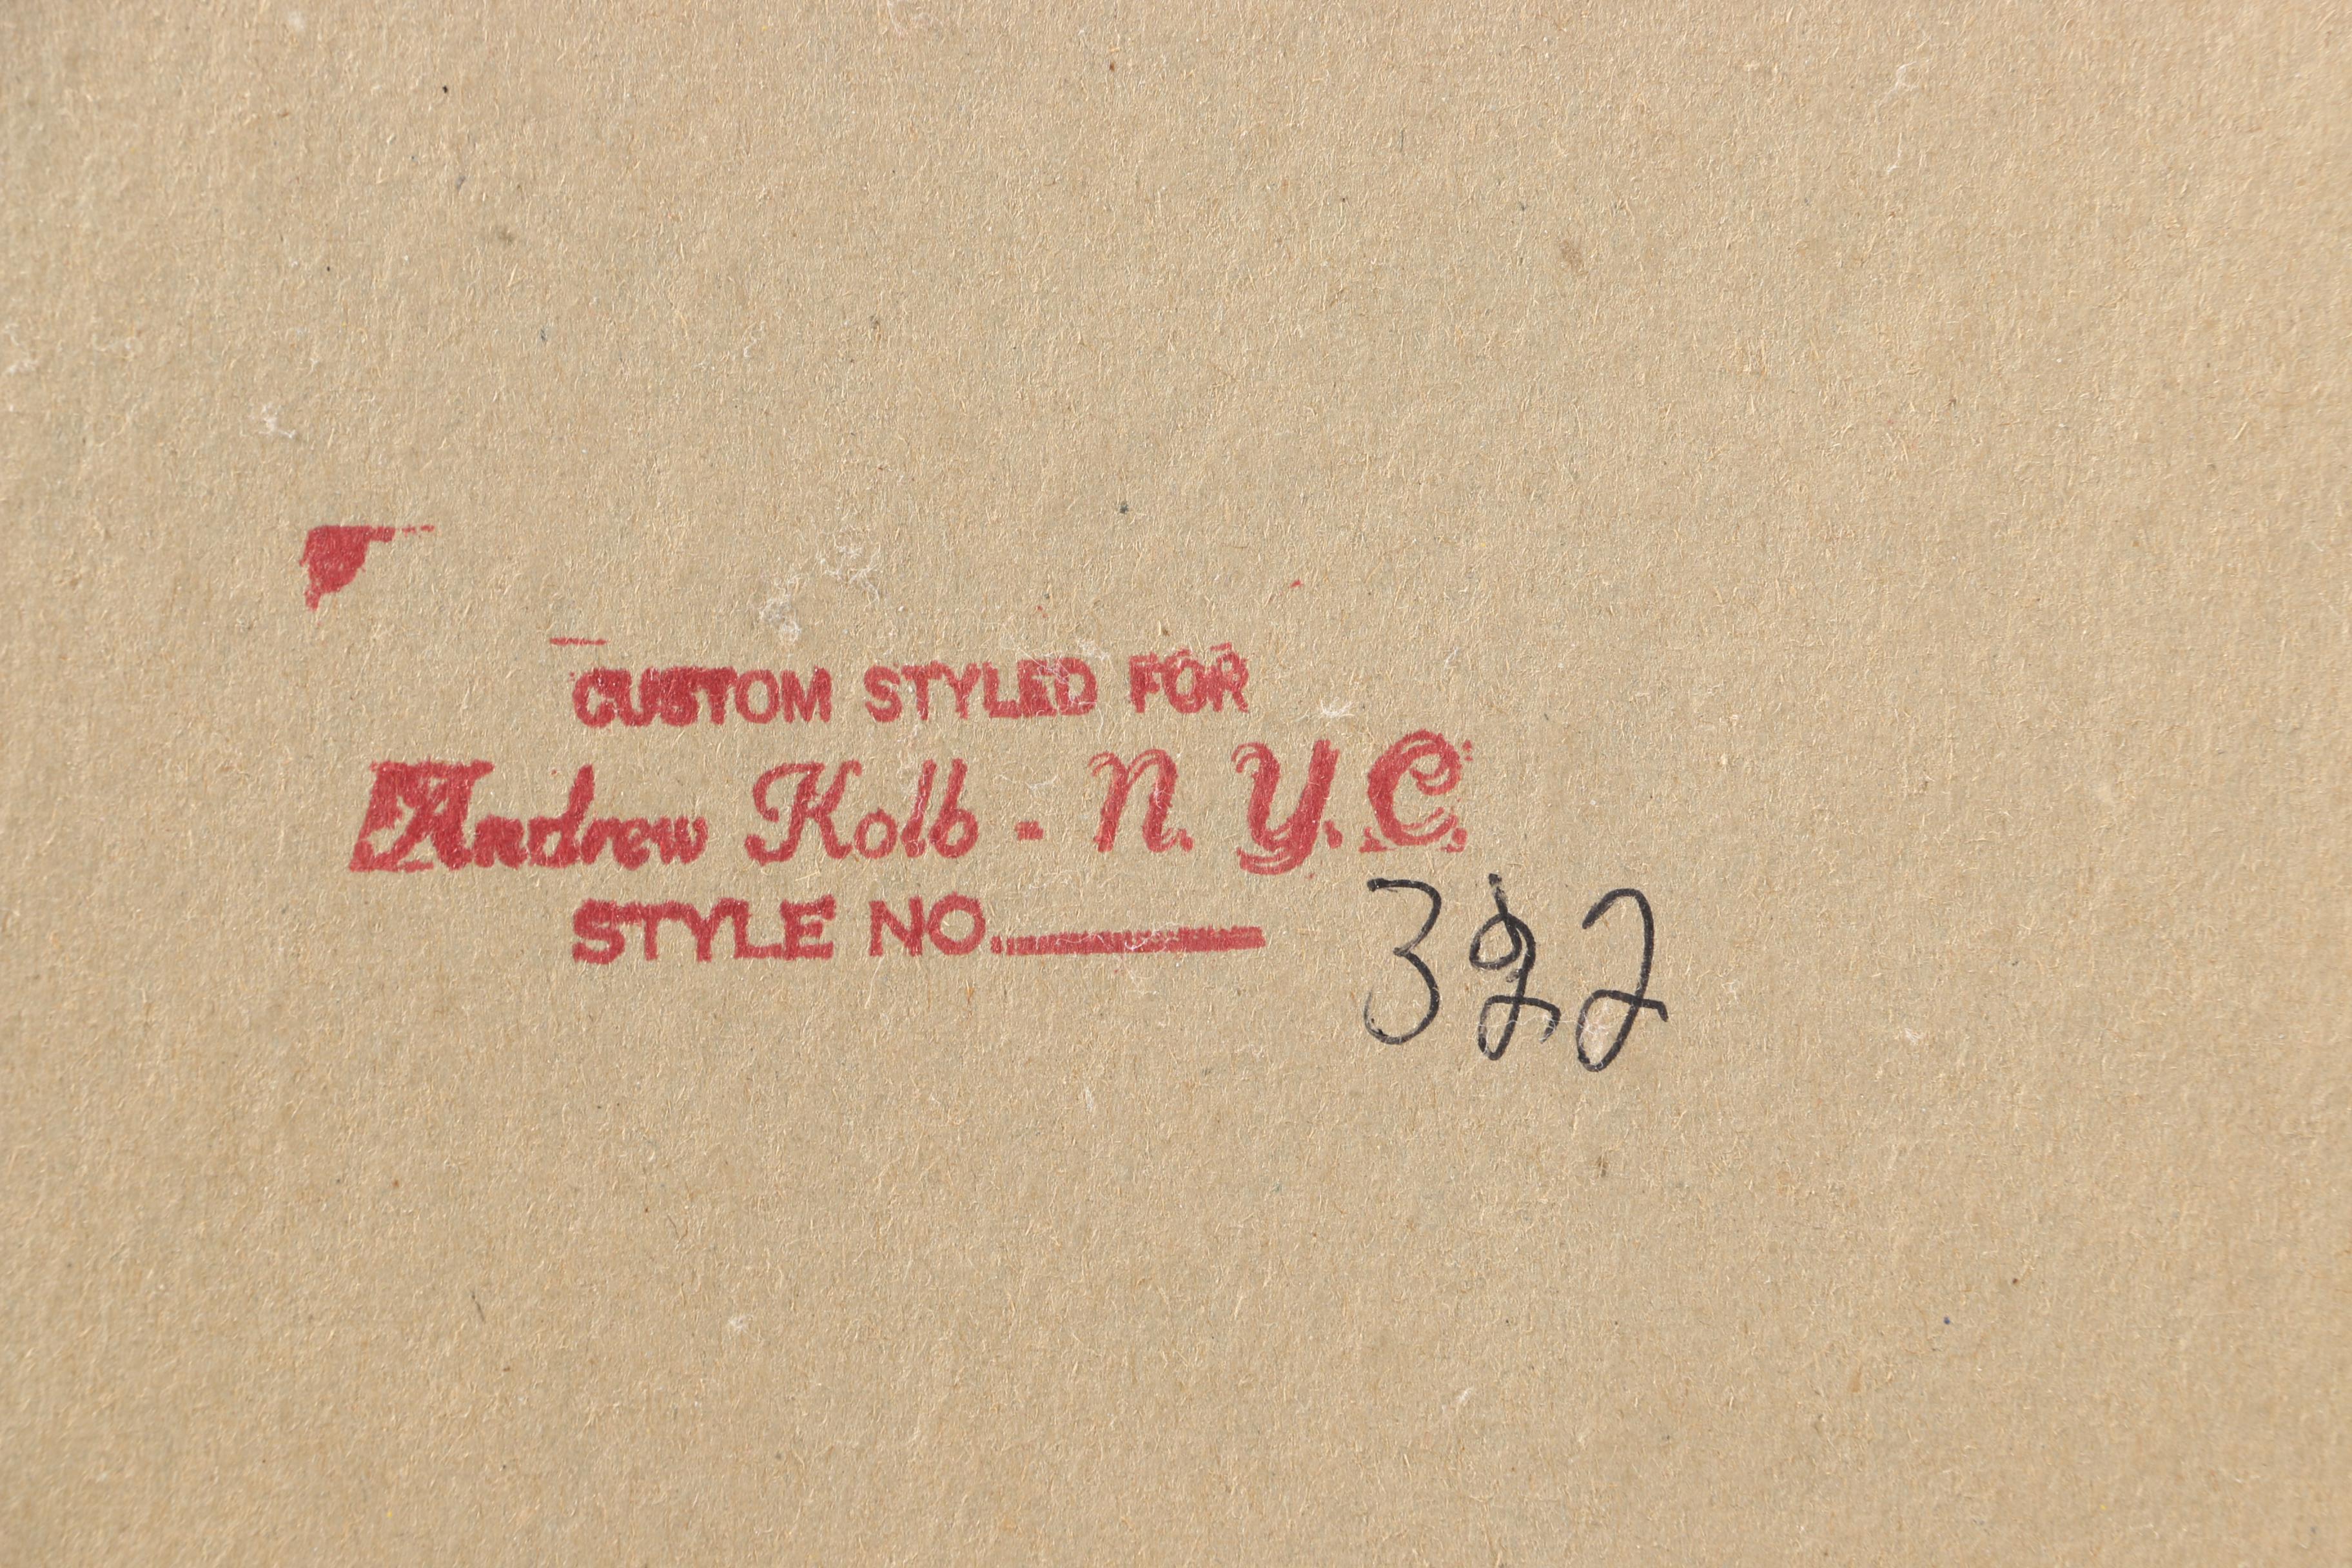 CUSTOM STYLED FOR
Andrew Kolb - N.Y.C.
STYLE NO. 322